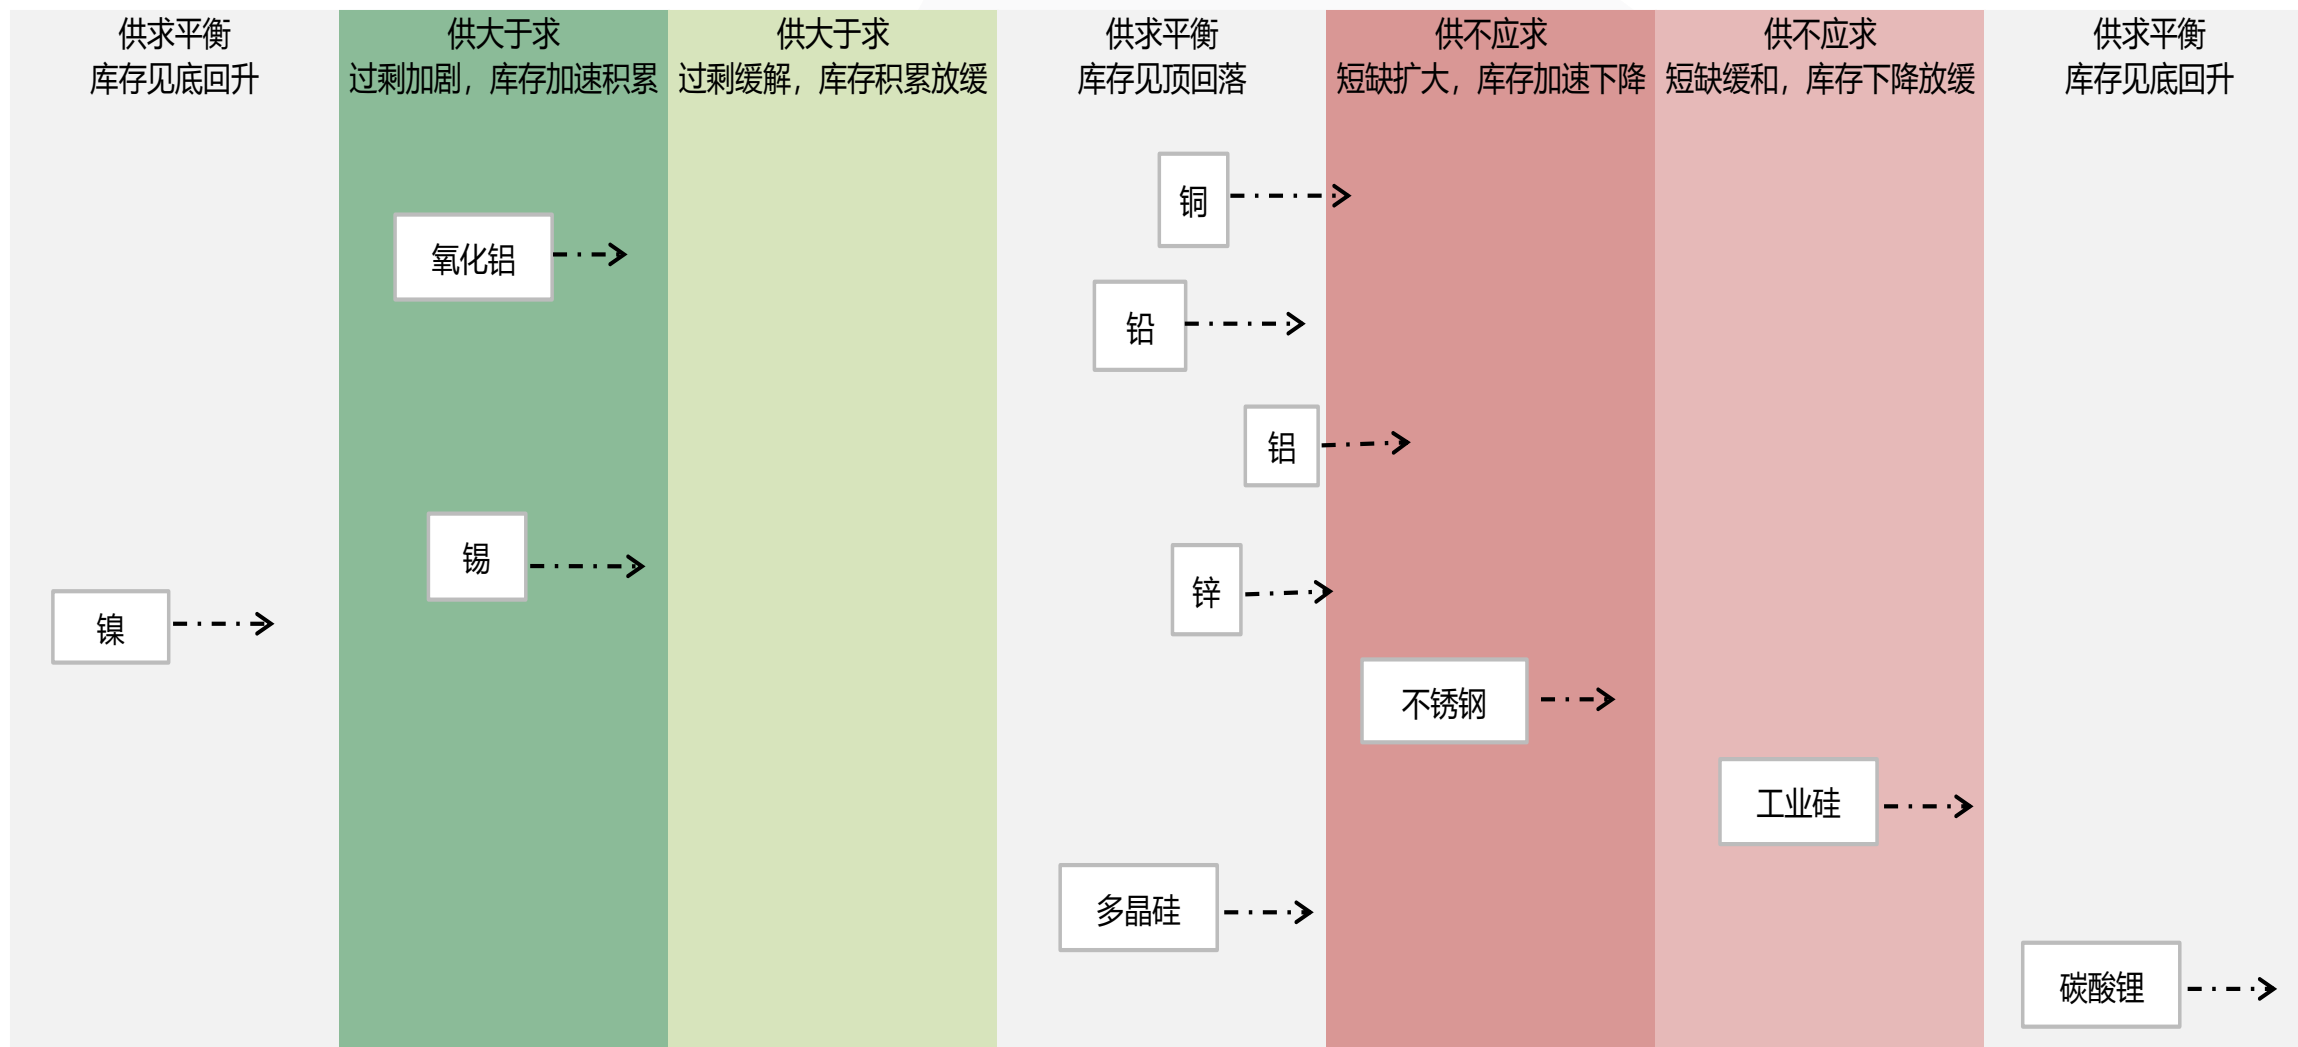 供求平衡
库存见底回升
供大于求
过剩加剧，库存加速积累
供大于求
过剩缓解，库存积累放缓
供求平衡
库存见顶回落
供不应求
短缺扩大，库存加速下降
供不应求
短缺缓和，库存下降放缓
供求平衡
库存见底回升
铜
氧化铝
铅
铝
锡
锌
镍
不锈钢
工业硅
多晶硅
碳酸锂